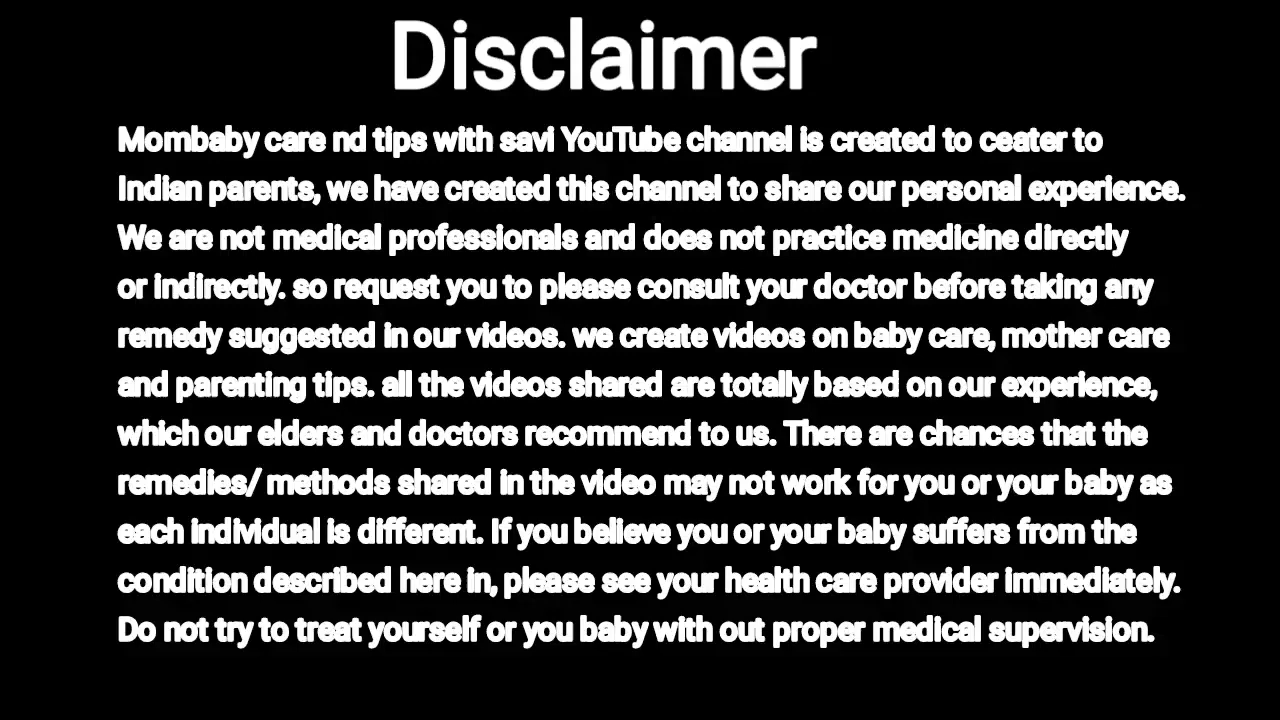 Disclaimer
Mombaby care nd tips with savi YouTube channel is created to ceater to
Indian parents, we have created this channel to share our personal experience.
We are not medical professionals and does not practice medicine directly
or indirectly. so request you to please consult your doctor before taking any
remedy suggested in our videos. we create videos on baby care, mother care
and parenting tips. all the videos shared are totally based on our experience,
which our elders and doctors recommend to us. There are chances that the
remedies/ methods shared in the video may not work for you or your baby as
each individual is different. If you believe you or your baby suffers from the
condition described here in, please see your health care provider immediately.
Do not try to treat yourself or you baby with out proper medical supervision.